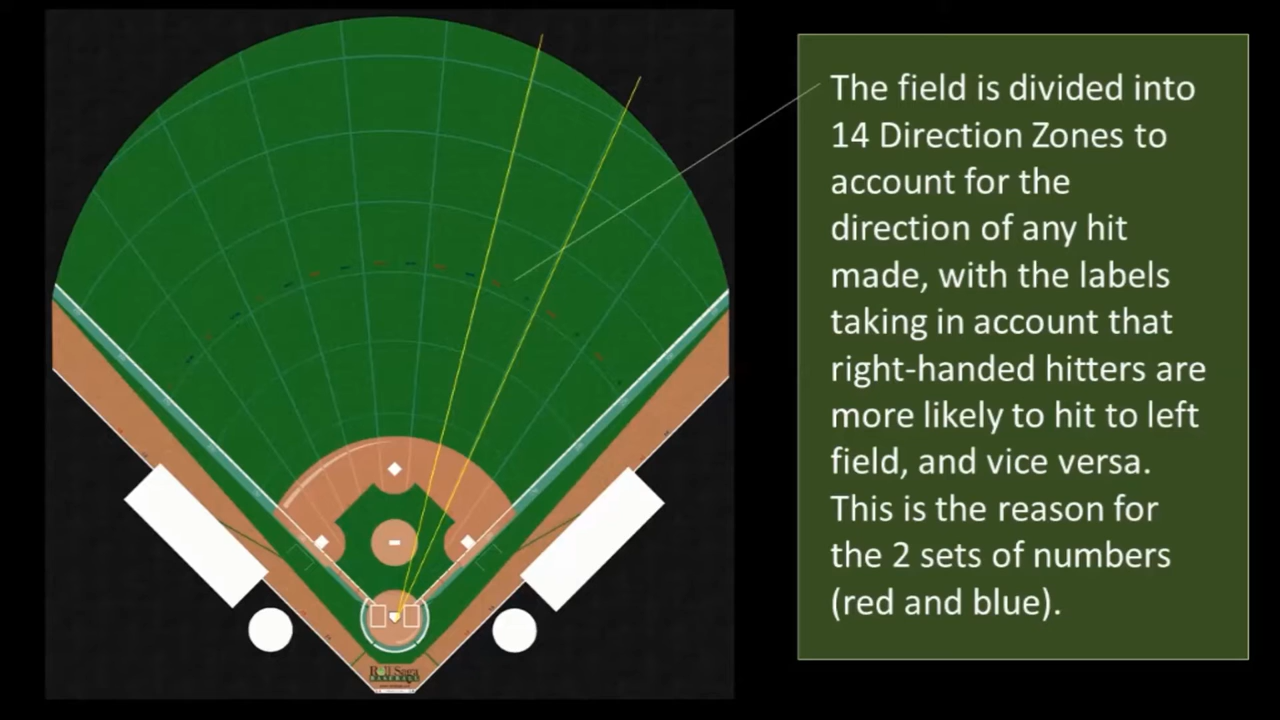 The field is divided into
14 Direction Zones to
account for the
direction of any hit
made, with the labels
taking in account that
right-handed hitters are
more likely to hit to left
field, and vice versa.
This is the reason for
the 2 sets of numbers
(red and blue).
Roll Saga